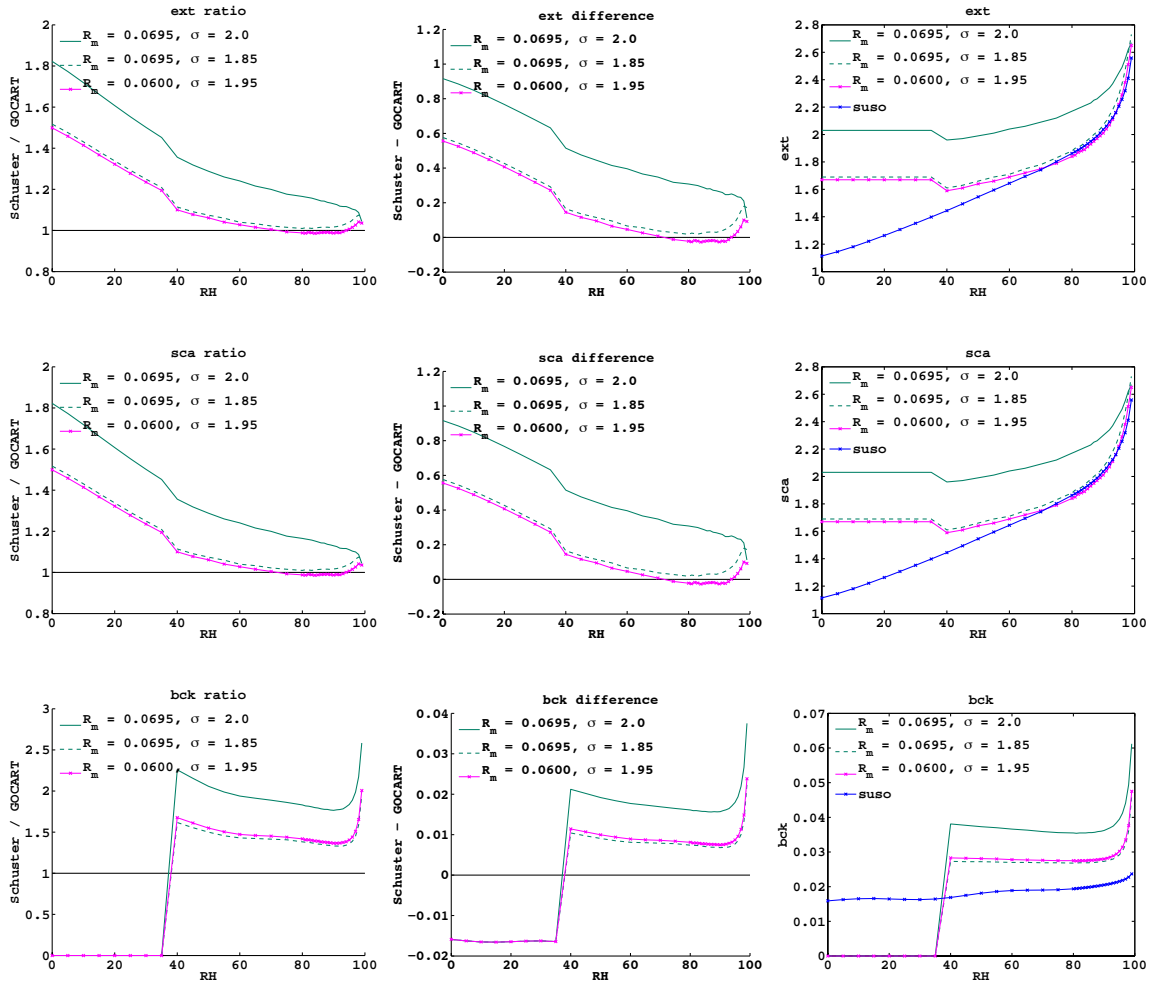 ext ratio
Schuster / GOCART
2
1.8
1.6
1.4
1.2
1
0.8
R_m = 0.0695, σ = 2.0
R_m = 0.0695, σ = 1.85
R_m = 0.0600, σ = 1.95
0 20 40 60 80 100
RH
ext difference
Schuster − GOCART
1.2
1
0.8
0.6
0.4
0.2
0
−0.2
R_m = 0.0695, σ = 2.0
R_m = 0.0695, σ = 1.85
R_m = 0.0600, σ = 1.95
0 20 40 60 80 100
RH
ext
ext
2.8
2.6
2.4
2.2
2
1.8
1.6
1.4
1.2
1
R_m = 0.0695, σ = 2.0
R_m = 0.0695, σ = 1.85
R_m = 0.0600, σ = 1.95
suso
0 20 40 60 80 100
RH
sca ratio
Schuster / GOCART
2
1.8
1.6
1.4
1.2
1
0.8
R_m = 0.0695, σ = 2.0
R_m = 0.0695, σ = 1.85
R_m = 0.0600, σ = 1.95
0 20 40 60 80 100
RH
sca difference
Schuster − GOCART
1.2
1
0.8
0.6
0.4
0.2
0
−0.2
R_m = 0.0695, σ = 2.0
R_m = 0.0695, σ = 1.85
R_m = 0.0600, σ = 1.95
0 20 40 60 80 100
RH
sca
sca
2.8
2.6
2.4
2.2
2
1.8
1.6
1.4
1.2
1
R_m = 0.0695, σ = 2.0
R_m = 0.0695, σ = 1.85
R_m = 0.0600, σ = 1.95
suso
0 20 40 60 80 100
RH
bck ratio
Schuster / GOCART
3
2.5
2
1.5
1
0.5
0
R_m = 0.0695, σ = 2.0
R_m = 0.0695, σ = 1.85
R_m = 0.0600, σ = 1.95
0 20 40 60 80 100
RH
bck difference
Schuster − GOCART
0.04
0.03
0.02
0.01
0
−0.01
−0.02
R_m = 0.0695, σ = 2.0
R_m = 0.0695, σ = 1.85
R_m = 0.0600, σ = 1.95
0 20 40 60 80 100
RH
bck
bck
0.07
0.06
0.05
0.04
0.03
0.02
0.01
0
R_m = 0.0695, σ = 2.0
R_m = 0.0695, σ = 1.85
R_m = 0.0600, σ = 1.95
suso
0 20 40 60 80 100
RH